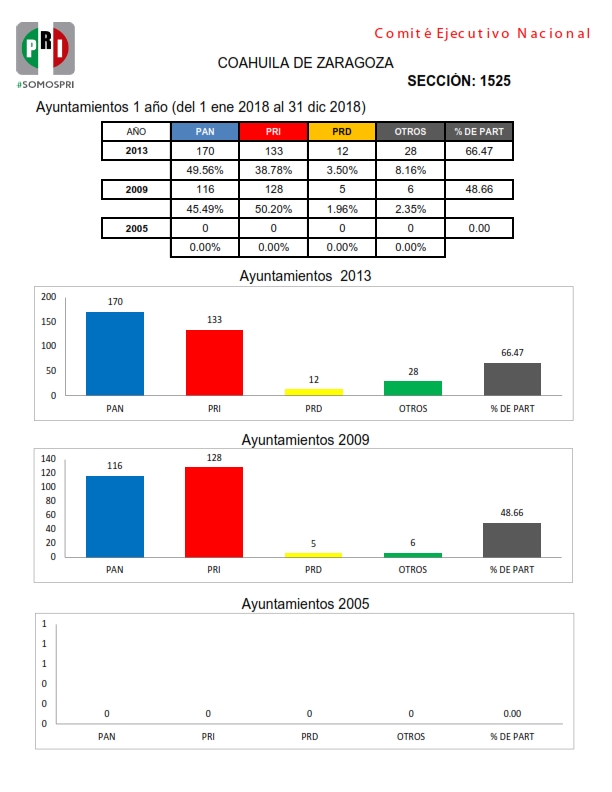 Comité Ejecutivo Nacional
PRI
#SOMOSPRI
COAHUILA DE ZARAGOZA
SECCIÓN: 1525
Ayuntamientos 1 año (del 1 ene 2018 al 31 dic 2018)
AÑO PAN PRI PRD OTROS % DE PART
2013 170 133 12 28 66.47
49.56% 38.78% 3.50% 8.16%
2009 116 128 5 6 48.66
45.49% 50.20% 1.96% 2.35%
2005 0 0 0 0 0.00
0.00% 0.00% 0.00% 0.00%
Ayuntamientos 2013
200
150
100
50
0
170 133 12 28 66.47
PAN PRI PRD OTROS % DE PART
Ayuntamientos 2009
140
120
100
80
60
40
20
0
116 128 5 6 48.66
PAN PRI PRD OTROS % DE PART
Ayuntamientos 2005
1
1
1
0
0
0
0 0 0 0 0.00
PAN PRI PRD OTROS % DE PART